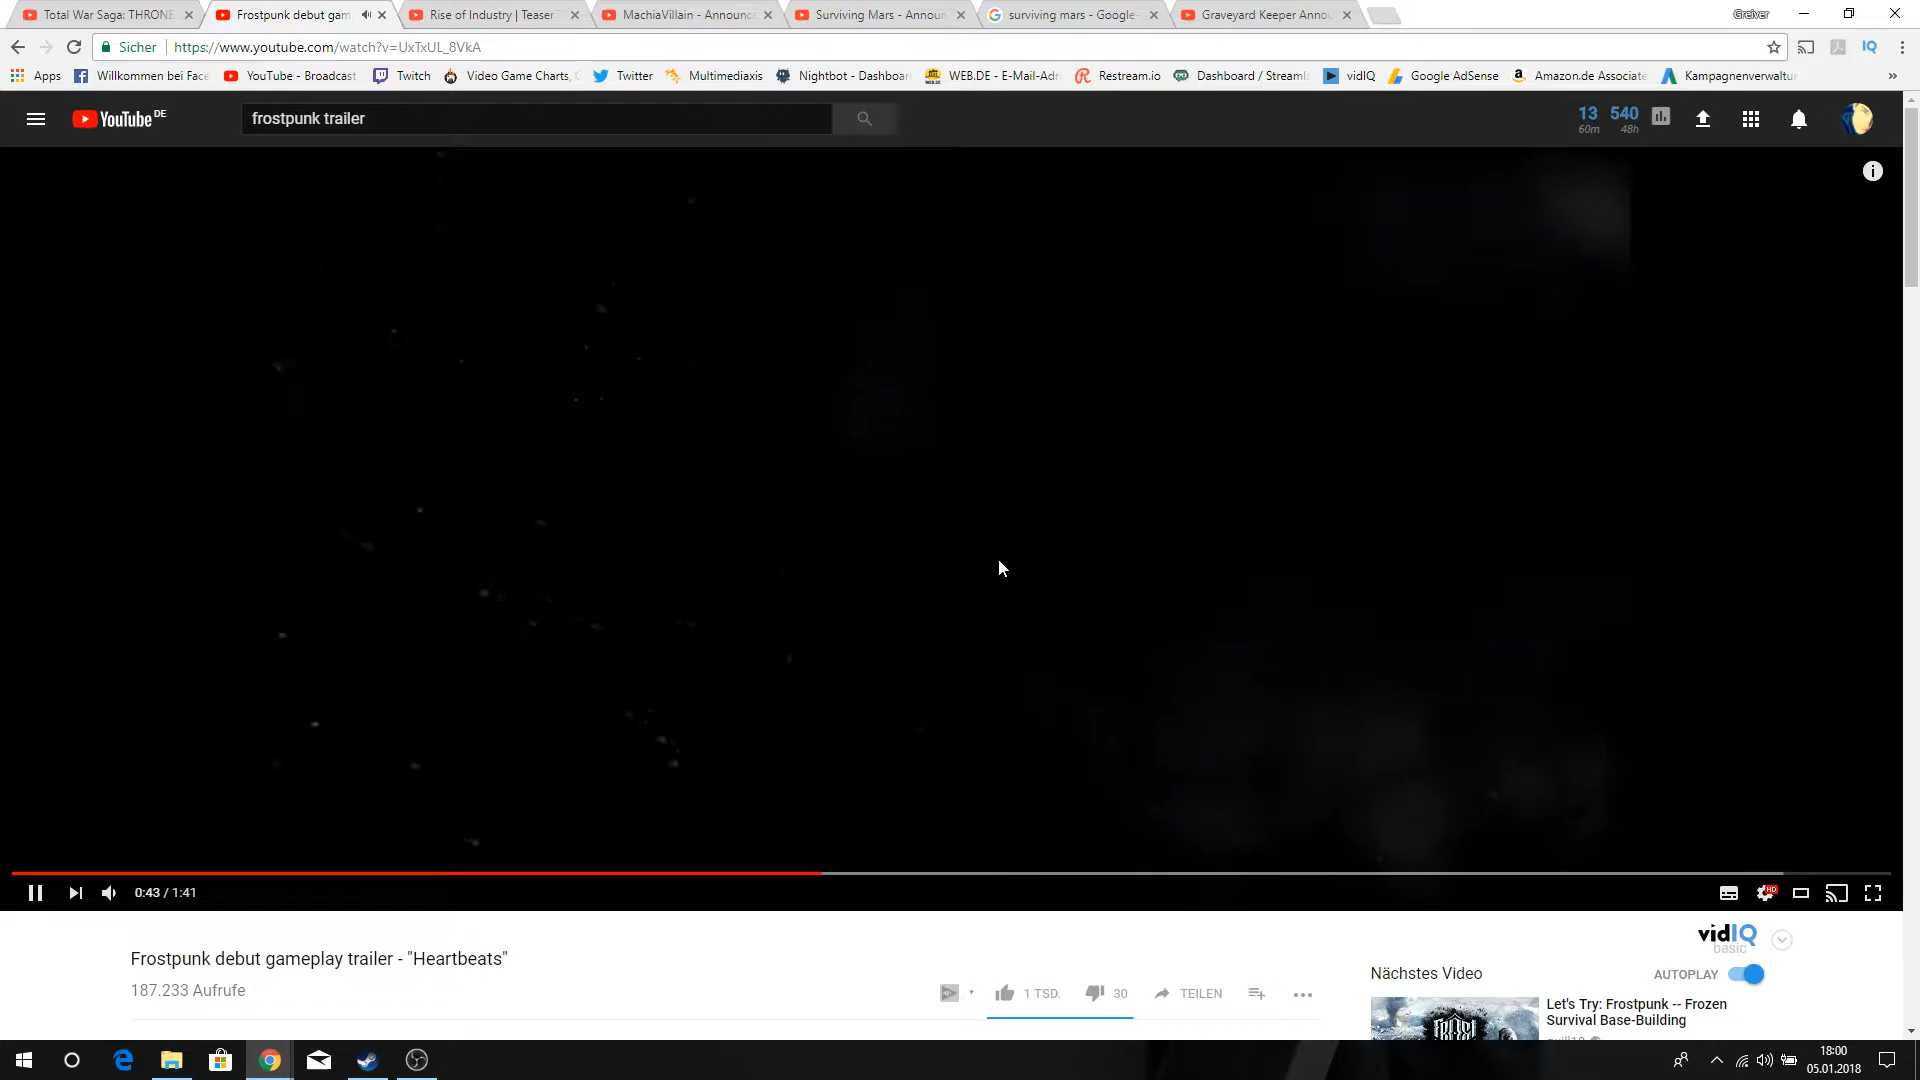 Total War Saga: THRONE
Frostpunk debut gam
Rise of Industry | Teaser
MachiaVillain - Announc
Surviving Mars - Announ
surviving mars - Google-
Graveyard Keeper Annou
Greiver
Sicher
https://www.youtube.com/watch?v=UxTxUL_8VkA
IQ
Apps
Willkommen bei Face
YouTube - Broadcast
Twitch
Video Game Charts,
Twitter
Multimediaxis
Nightbot - Dashboar
WEB.DE - E-Mail-Adr
Restream.io
Dashboard / Streaml
vidIQ
Google AdSense
Amazon.de Associate
Kampagnenverwaltu
»
YouTube DE
frostpunk trailer
13 540
60m 48h
0:43 / 1:41
HD
vidIQ
basic
Frostpunk debut gameplay trailer - "Heartbeats"
187.233 Aufrufe
1 TSD.
30
TEILEN
Nächstes Video
AUTOPLAY
Let's Try: Frostpunk -- Frozen
Survival Base-Building
18:00
05.01.2018